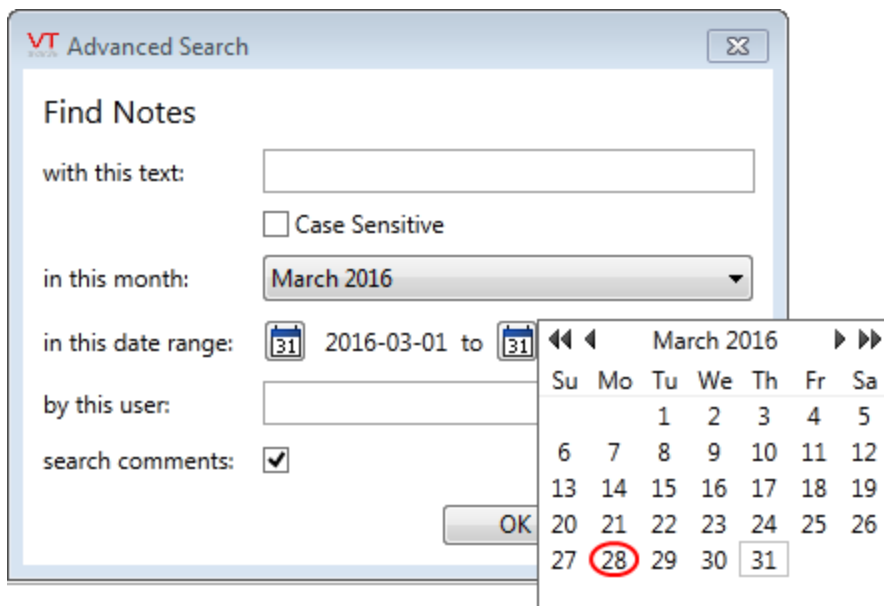 VT Advanced Search
Find Notes
with this text:
Case Sensitive
in this month: March 2016
in this date range: 31 2016-03-01 to 31
by this user:
search comments:
OK
March 2016
Su Mo Tu We Th Fr Sa
1 2 3 4 5
6 7 8 9 10 11 12
13 14 15 16 17 18 19
20 21 22 23 24 25 26
27 28 29 30 31